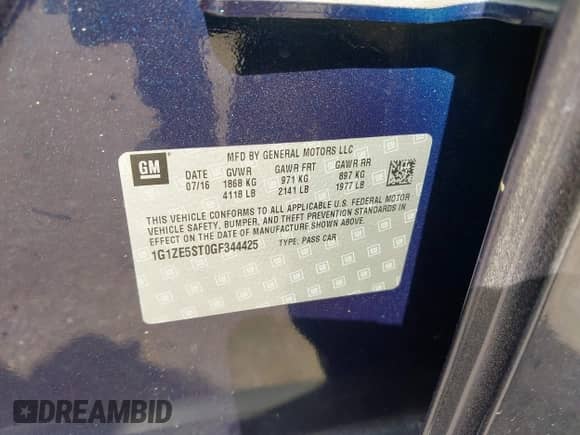 GM
MFD BY GENERAL MOTORS LLC
DATE GVWR GAWR FRT GAWR RR
07/16 1868 KG 971 KG 897 KG
4118 LB 2141 LB 1977 LB
THIS VEHICLE CONFORMS TO ALL APPLICABLE U.S. FEDERAL MOTOR
VEHICLE SAFETY, BUMPER, AND THEFT PREVENTION STANDARDS IN
EFFECT ON THE DATE OF MANUFACTURE SHOWN ABOVE.
1G1ZE5ST0GF344425 TYPE: PASS CAR
DREAMBID